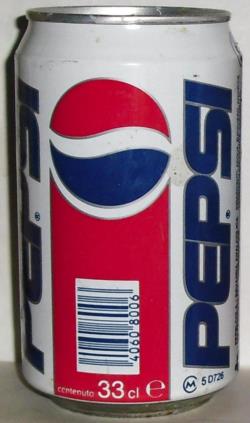 PEPSI
PEPSI
4060 8006
contenuto 33 cl e
M 5 D726